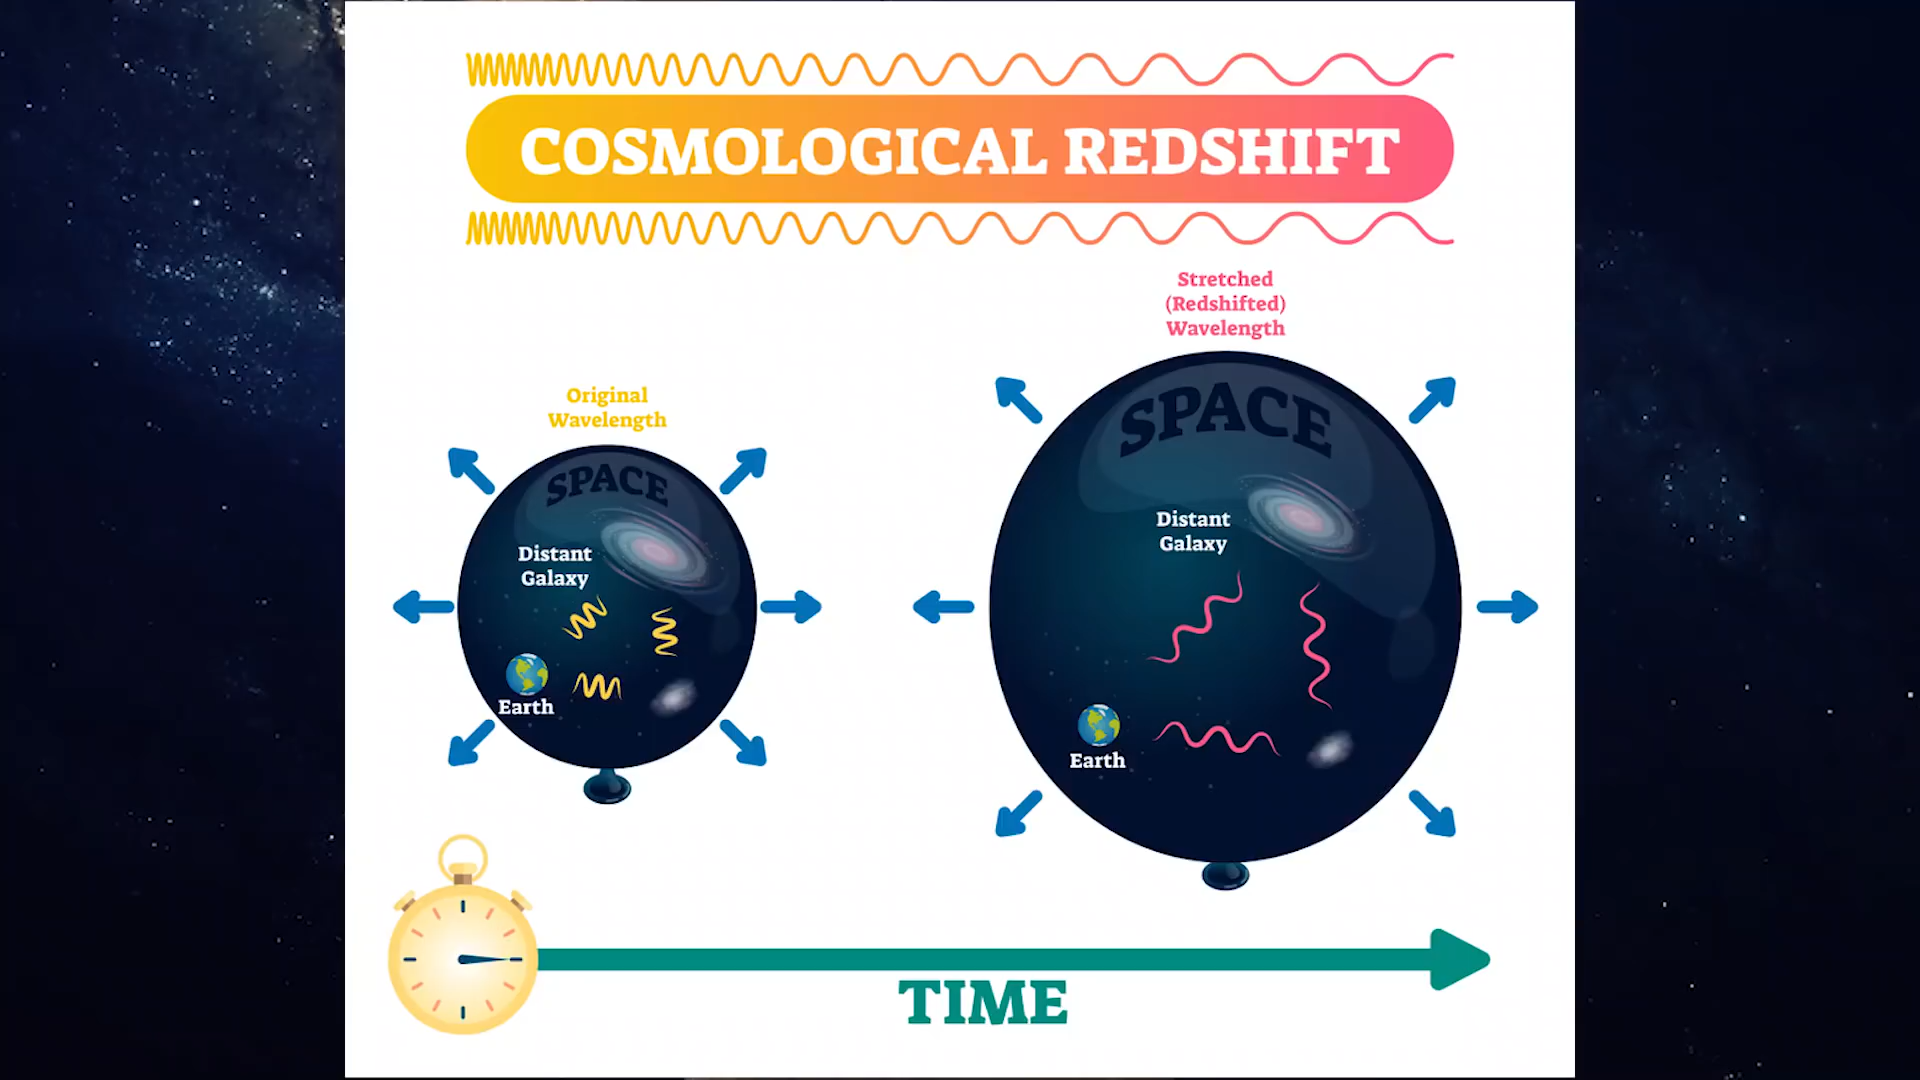 COSMOLOGICAL REDSHIFT
Original
Wavelength
SPACE
Distant
Galaxy
Earth
Stretched
(Redshifted)
Wavelength
SPACE
Distant
Galaxy
Earth
TIME